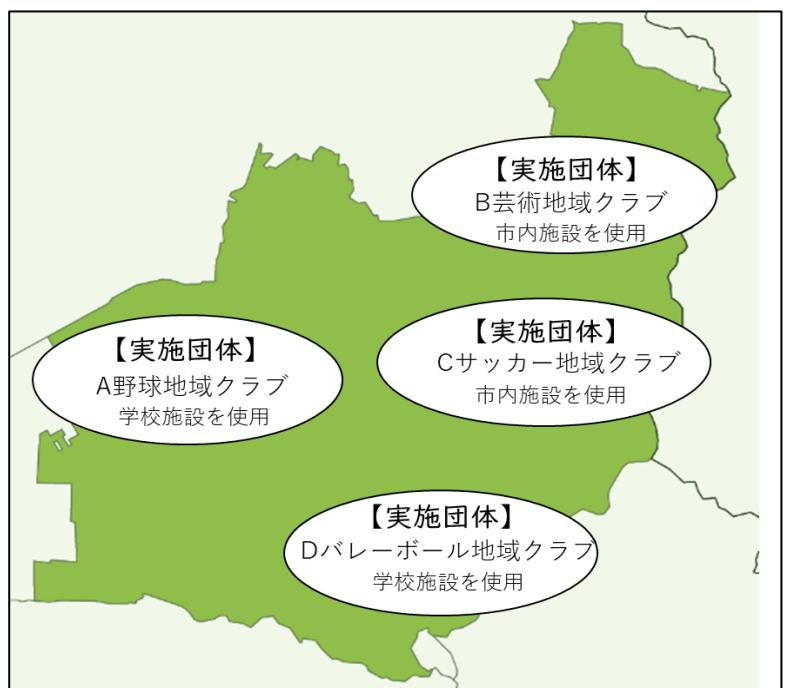 【実施団体】
B芸術地域クラブ
市内施設を使用
【実施団体】
Cサッカー地域クラブ
市内施設を使用
【実施団体】
A野球地域クラブ
学校施設を使用
【実施団体】
Dバレーボール地域クラブ
学校施設を使用